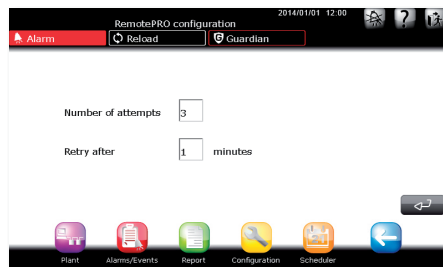 2014/01/01 12:00
RemotePRO configuration
?
Alarm Reload Guardian
Number of attempts 3
Retry after 1 minutes
Plant Alarms/Events Report Configuration Scheduler